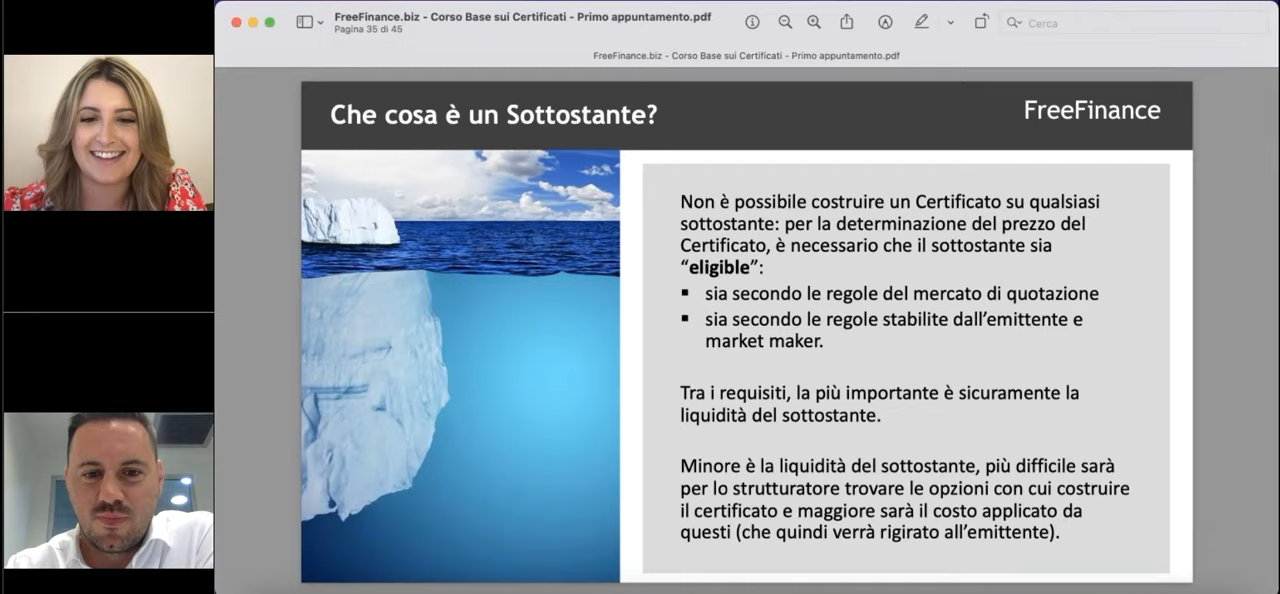 FreeFinance.biz - Corso Base sui Certificati - Primo appuntamento.pdf
Pagina 35 di 45
Cerca
FreeFinance.biz - Corso Base sui Certificati - Primo appuntamento.pdf
Che cosa è un Sottostante?
FreeFinance
Non è possibile costruire un Certificato su qualsiasi
sottostante: per la determinazione del prezzo del
Certificato, è necessario che il sottostante sia
“eligible”:
▪ sia secondo le regole del mercato di quotazione
▪ sia secondo le regole stabilite dall’emittente e
market maker.
Tra i requisiti, la più importante è sicuramente la
liquidità del sottostante.
Minore è la liquidità del sottostante, più difficile sarà
per lo strutturatore trovare le opzioni con cui costruire
il certificato e maggiore sarà il costo applicato da
questi (che quindi verrà rigirato all’emittente).